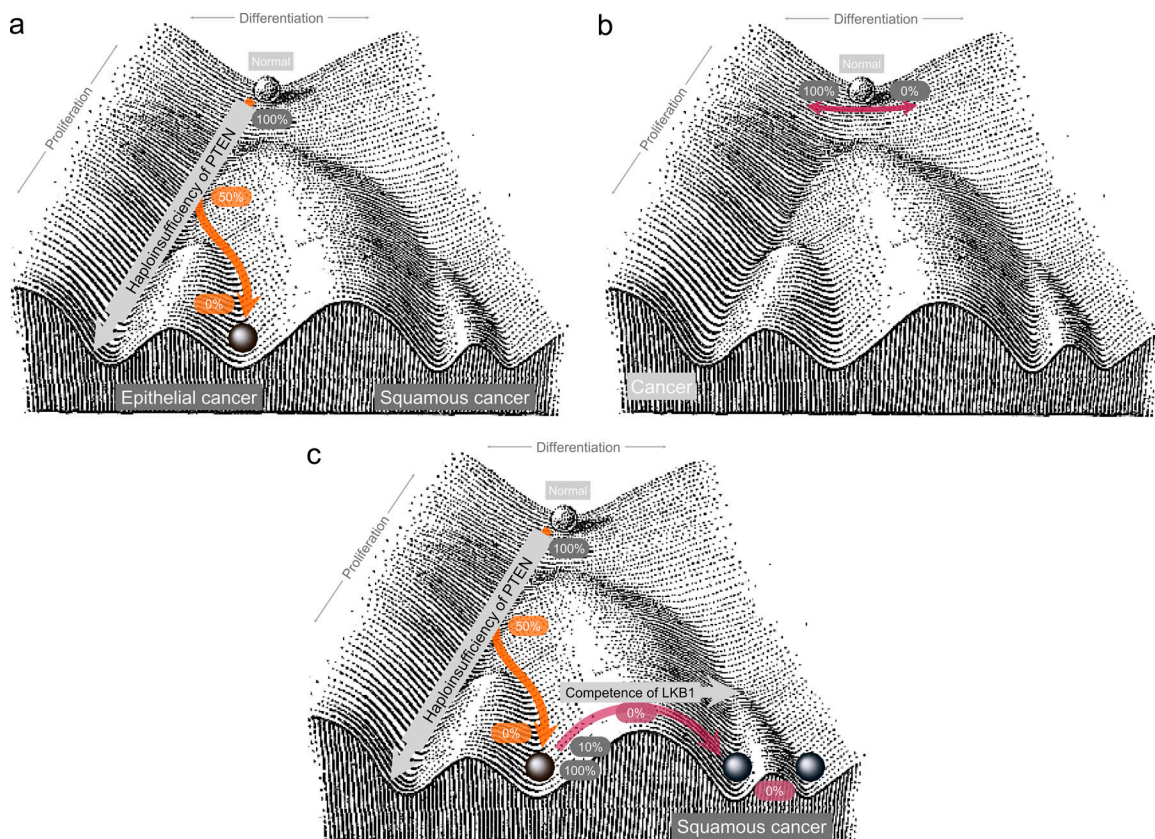 a
Differentiation
Normal
Proliferation
100%
Haploinsufficiency of PTEN
50%
0%
Epithelial cancer
Squamous cancer
b
Differentiation
Normal
100%
0%
Proliferation
Cancer
c
Differentiation
Normal
Proliferation
100%
Haploinsufficiency of PTEN
50%
Competence of LKB1
0%
0%
10%
100%
0%
Squamous cancer